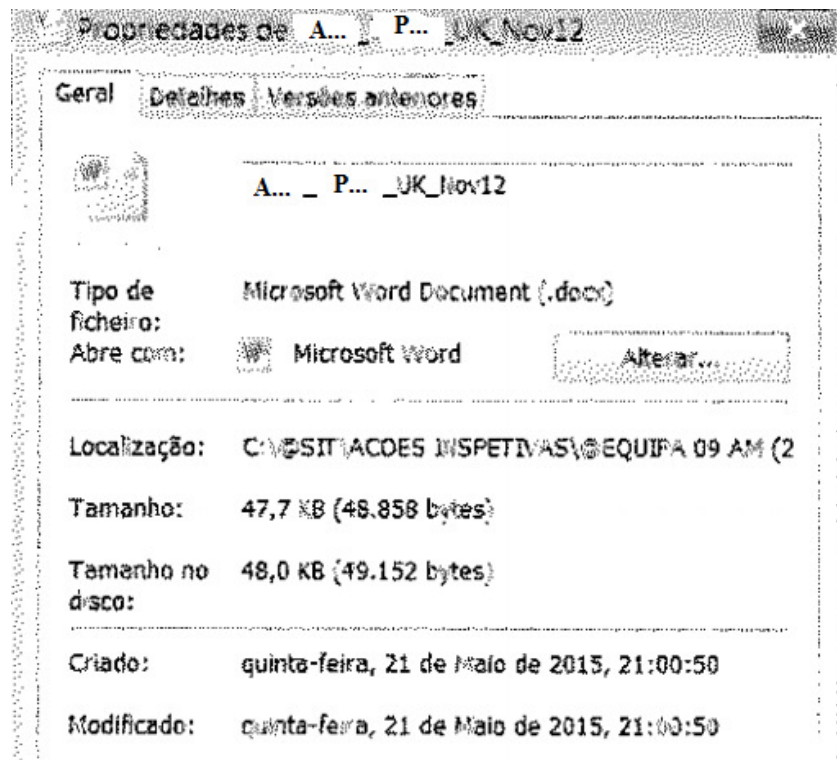 Propriedades de A... _ P... _UK_Nov12
Geral Detalhes Versões anteriores
A... _ P... _UK_Nov12
Tipo de Microsoft Word Document (.docx)
ficheiro:
Abre com: Microsoft Word Alterar...
Localização: C:\@SIT\ACOES INSPETIVAS\@EQUIPA 09 AM (2
Tamanho: 47,7 KB (48.858 bytes)
Tamanho no 48,0 KB (49.152 bytes)
disco:
Criado: quinta-feira, 21 de Maio de 2015, 21:00:50
Modificado: quinta-feira, 21 de Maio de 2015, 21:00:50